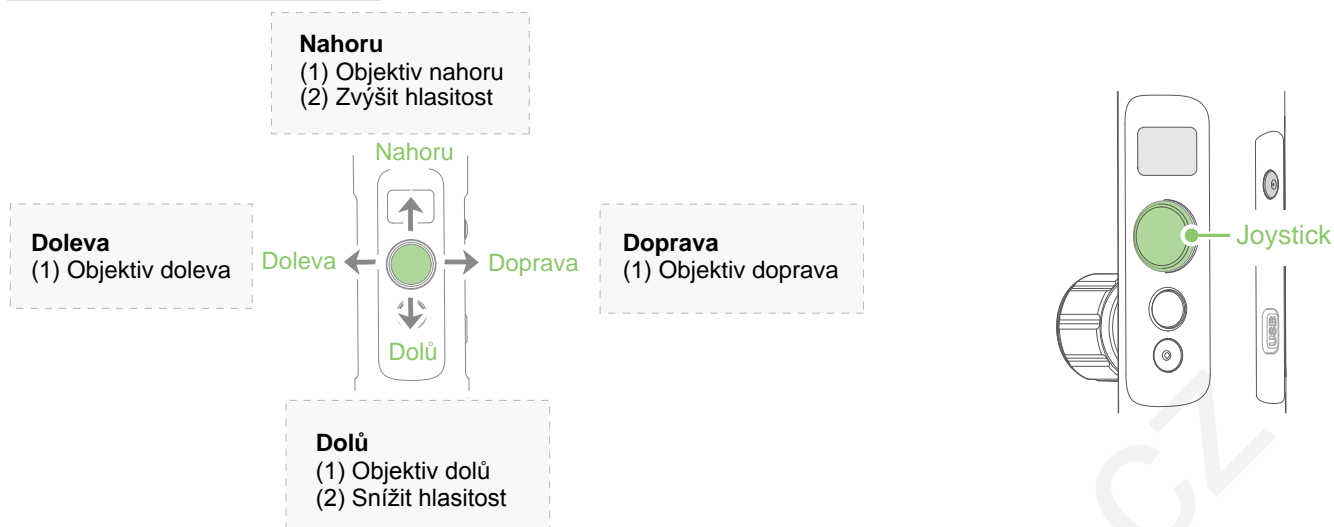 Nahoru
(1) Objektiv nahoru
(2) Zvýšit hlasitost
Nahoru
Doleva
(1) Objektiv doleva
Doleva
Doprava
Doprava
(1) Objektiv doprava
Dolů
Dolů
(1) Objektiv dolů
(2) Snížit hlasitost
Joystick
USB
CZ